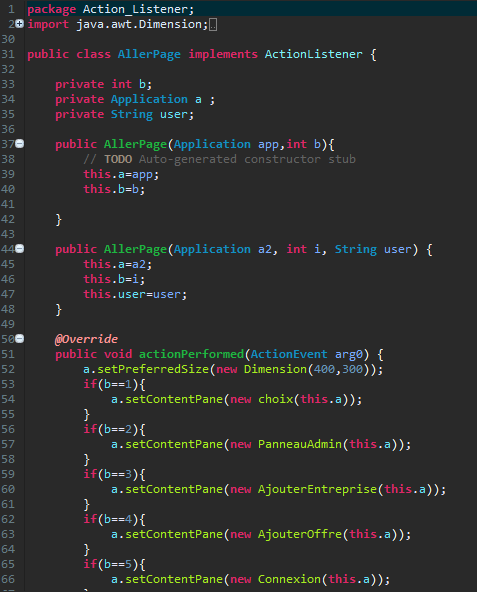 1 package Action_Listener;
2 import java.awt.Dimension;
30
31 public class AllerPage implements ActionListener {
32
33 private int b;
34 private Application a ;
35 private String user;
36
37 public AllerPage(Application app,int b){
38 // TODO Auto-generated constructor stub
39 this.a=app;
40 this.b=b;
41
42 }
43
44 public AllerPage(Application a2, int i, String user) {
45 this.a=a2;
46 this.b=i;
47 this.user=user;
48 }
49
50 @Override
51 public void actionPerformed(ActionEvent arg0) {
52 a.setPreferredSize(new Dimension(400,300));
53 if(b==1){
54 a.setContentPane(new choix(this.a));
55 }
56 if(b==2){
57 a.setContentPane(new PanneauAdmin(this.a));
58 }
59 if(b==3){
60 a.setContentPane(new AjouterEntreprise(this.a));
61 }
62 if(b==4){
63 a.setContentPane(new AjouterOffre(this.a));
64 }
65 if(b==5){
66 a.setContentPane(new Connexion(this.a));